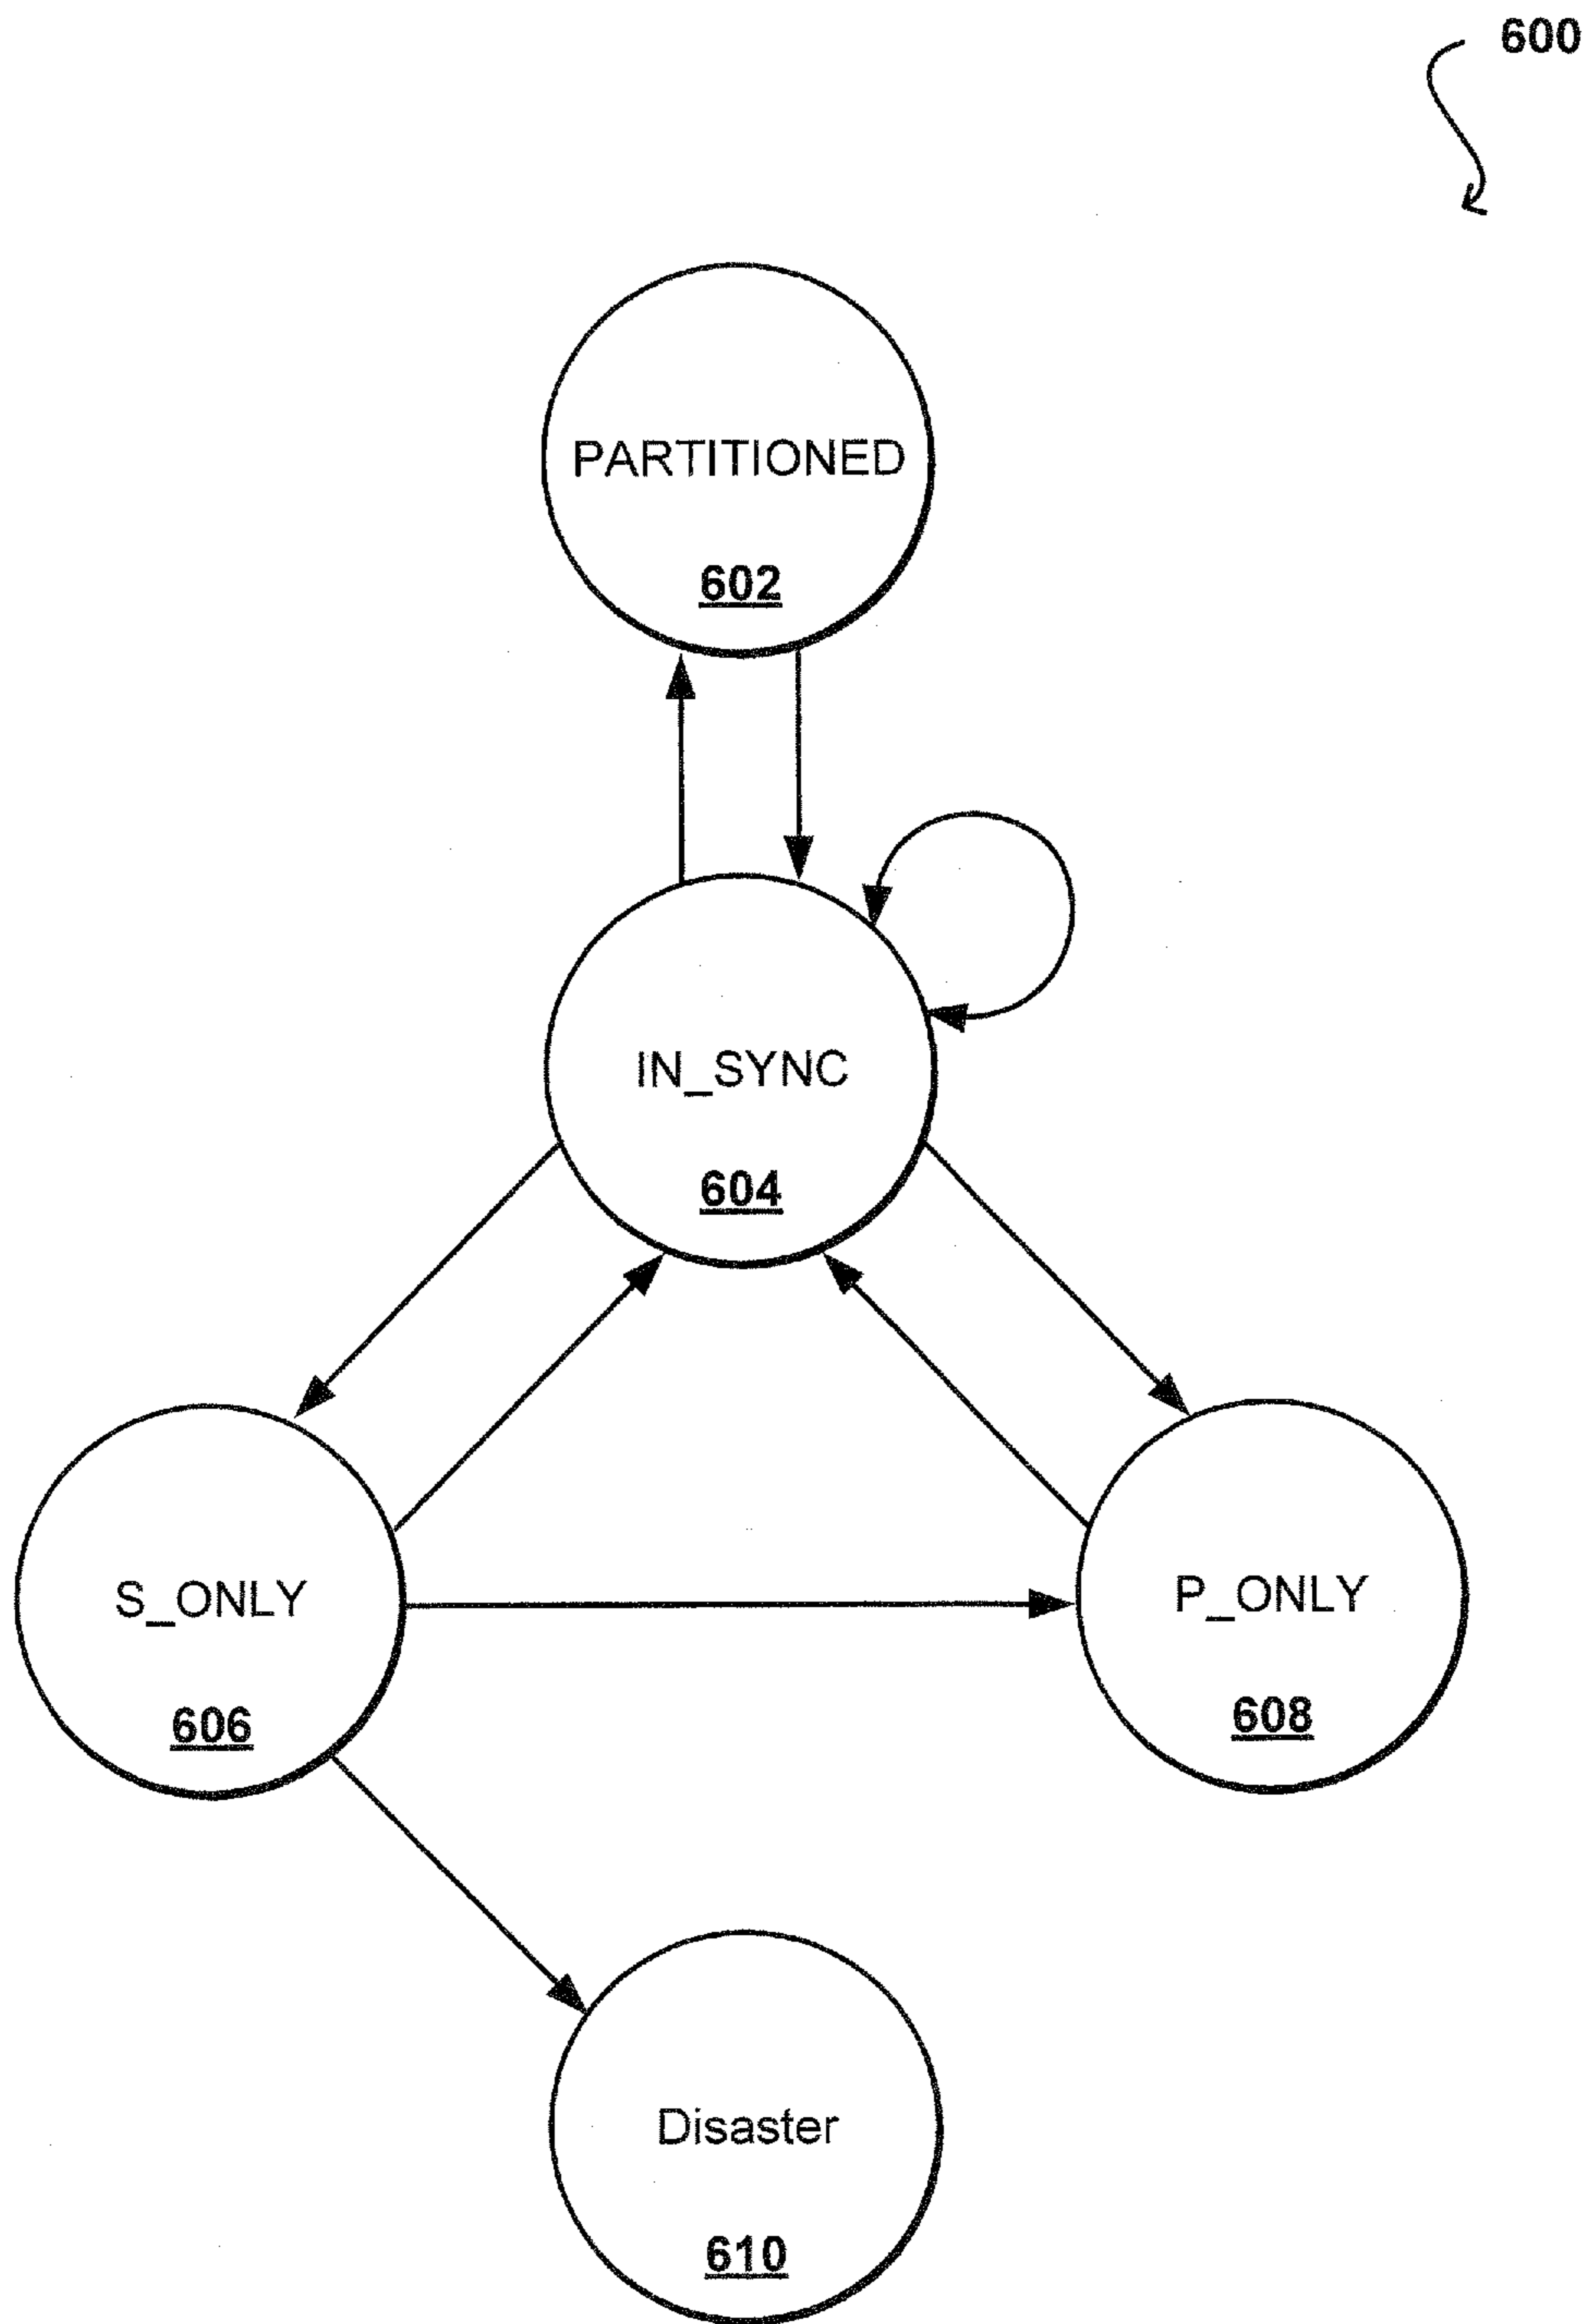 600
PARTITIONED
602
IN_SYNC
604
S_ONLY
606
P_ONLY
608
Disaster
610